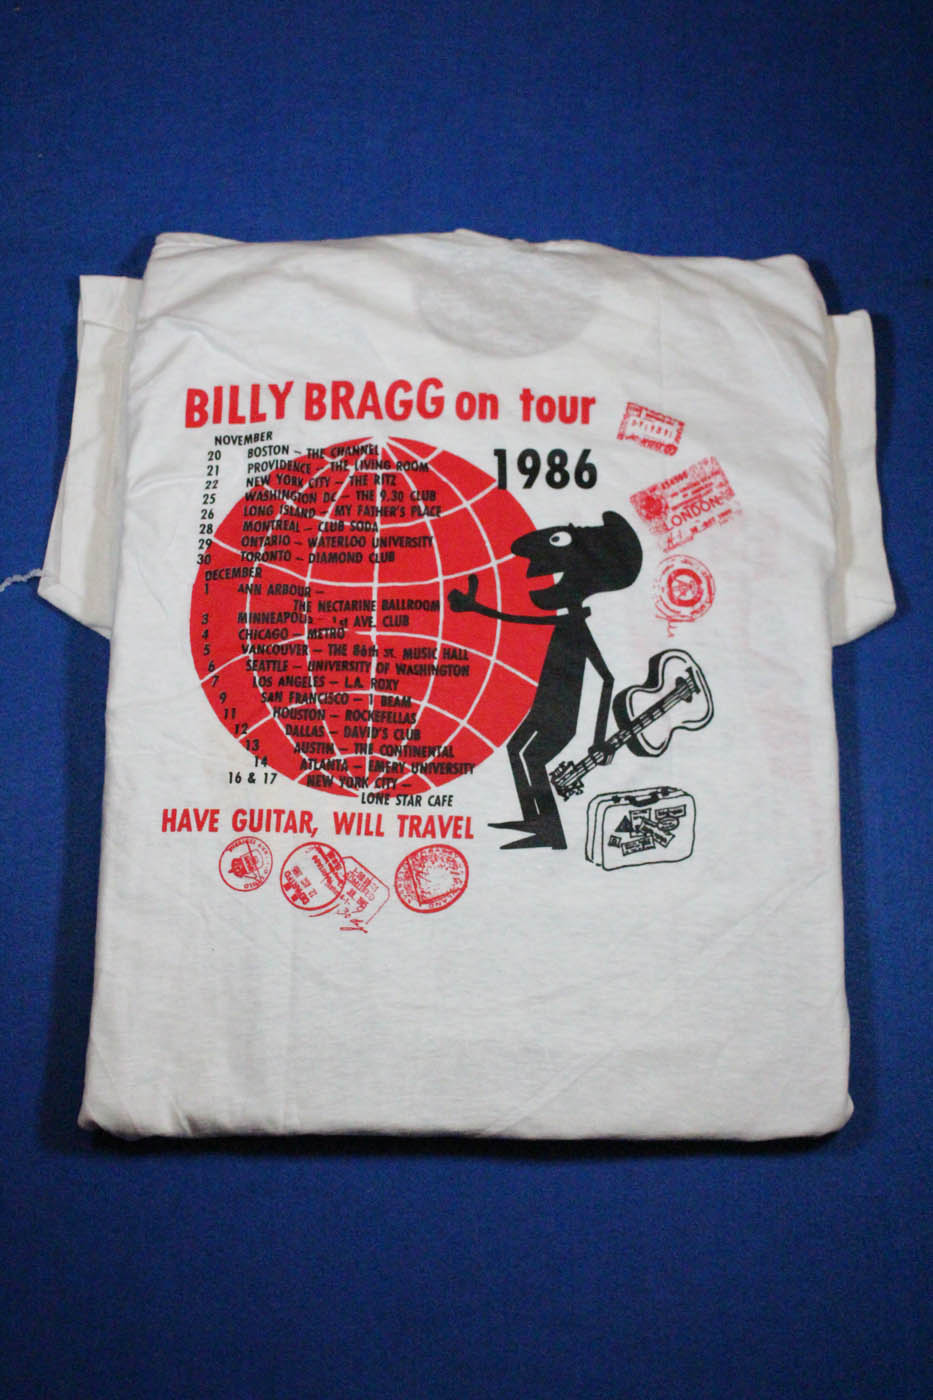 BILLY BRAGG on tour
1986
NOVEMBER
20 BOSTON – THE CHANNEL
21 PROVIDENCE – THE LIVING ROOM
22 NEW YORK CITY – THE RITZ
25 WASHINGTON DC – THE 9.30 CLUB
26 LONG ISLAND – MY FATHER'S PLACE
28 MONTREAL – CLUB SODA
29 ONTARIO – WATERLOO UNIVERSITY
30 TORONTO – DIAMOND CLUB
DECEMBER
1 ANN ARBOUR –
THE NECTARINE BALLROOM
3 MINNEAPOLIS – 1st AVE. CLUB
4 CHICAGO – METRO
5 VANCOUVER – THE 86th ST. MUSIC HALL
6 SEATTLE – UNIVERSITY OF WASHINGTON
7 LOS ANGELES – L.A. ROXY
9 SAN FRANCISCO – I BEAM
11 HOUSTON – ROCKEFELLAS
12 DALLAS – DAVID'S CLUB
13 AUSTIN – THE CONTINENTAL
14 ATLANTA – EMERY UNIVERSITY
16 & 17 NEW YORK CITY –
LONE STAR CAFE
HAVE GUITAR, WILL TRAVEL
LONDON